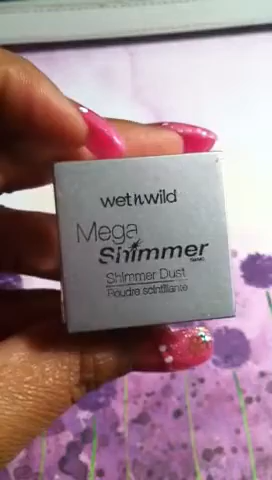 wet n wild
Mega
Shimmer
Shimmer Dust
Poudre scintillante